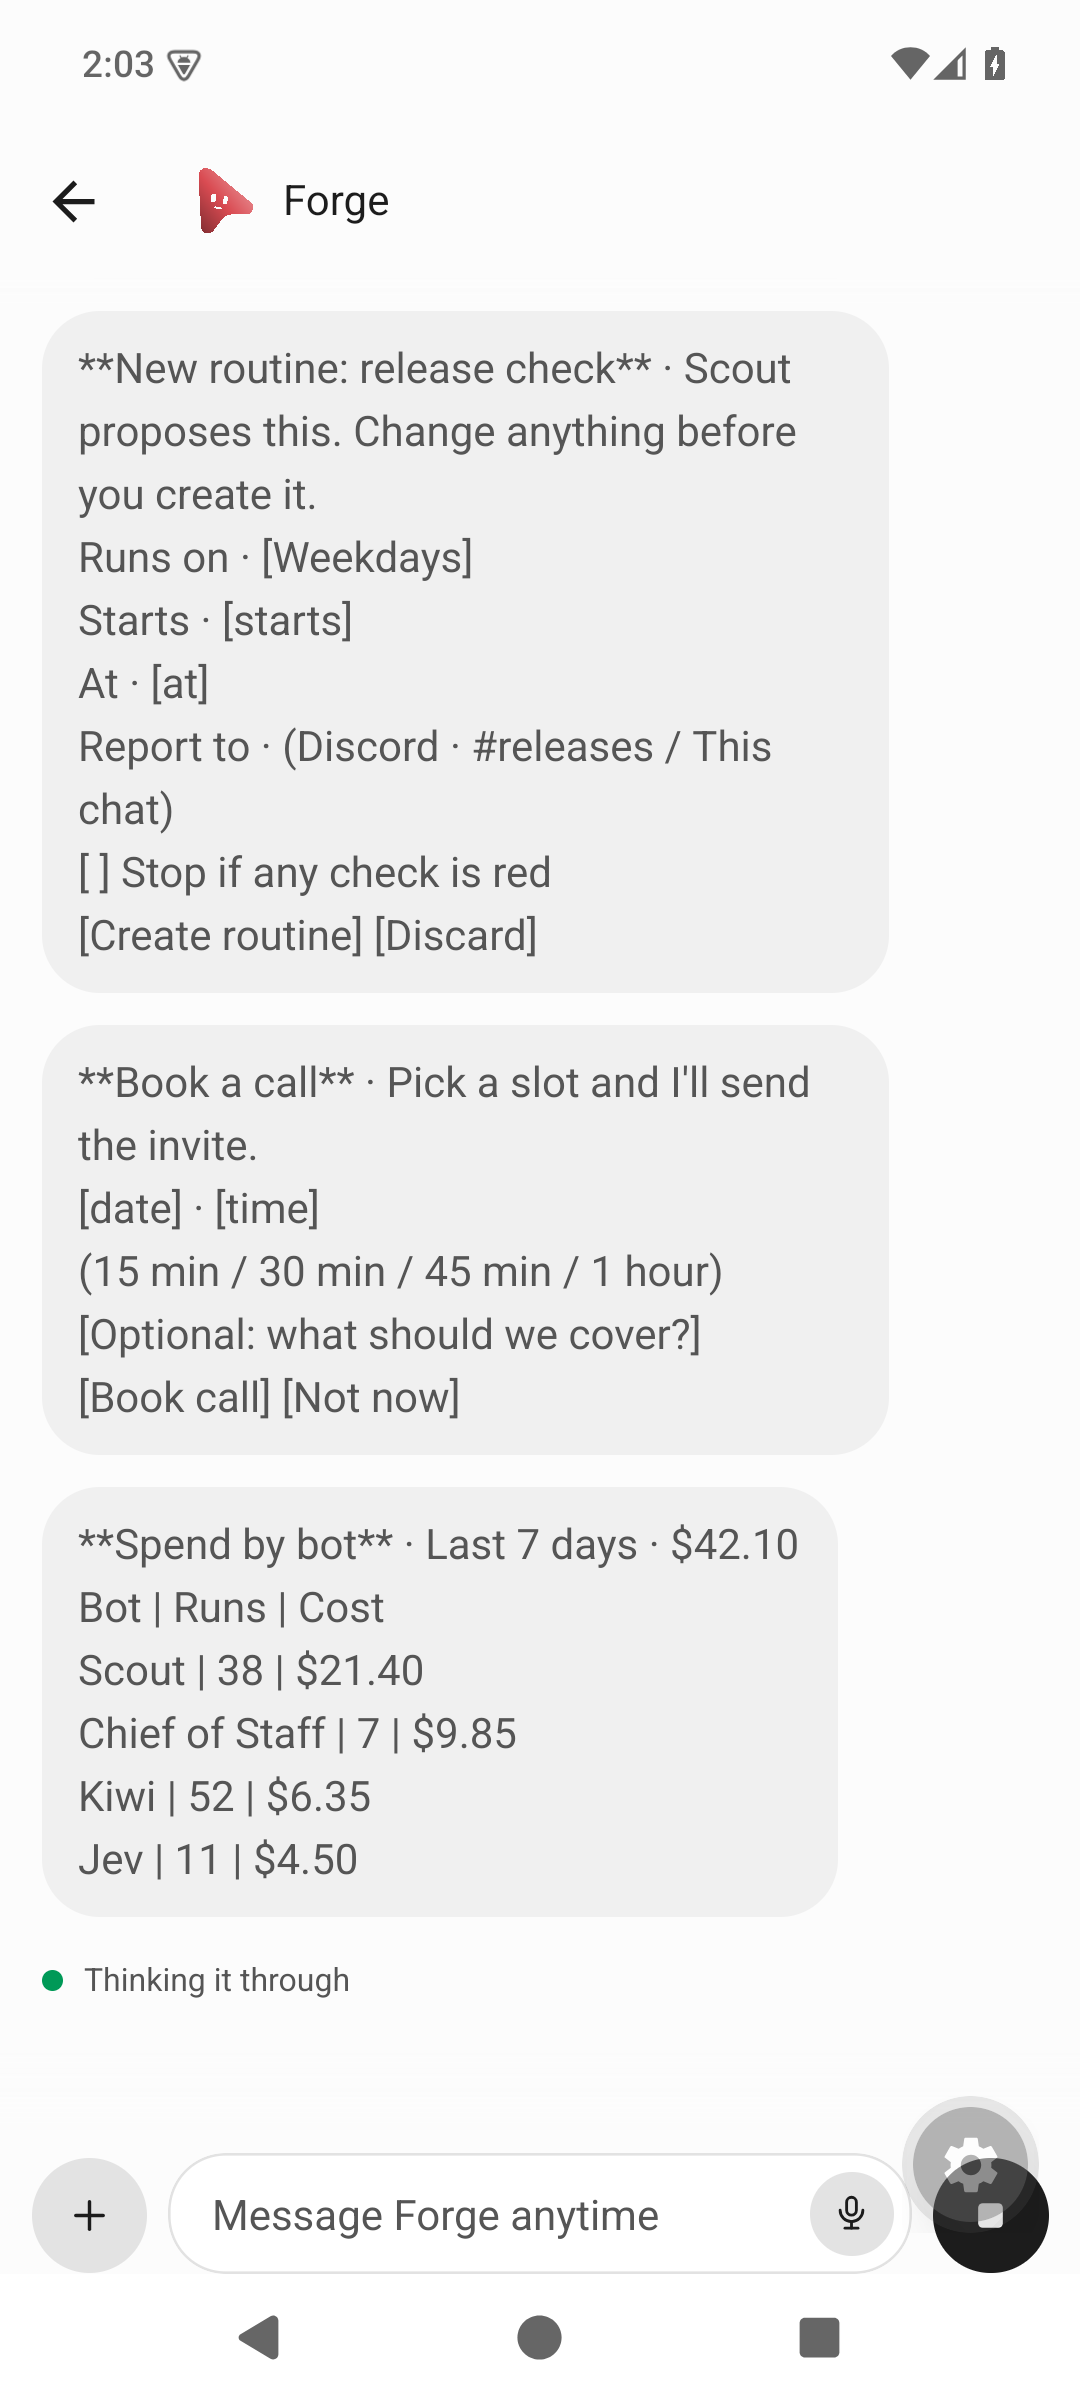 2:03
Forge
**New routine: release check** · Scout
proposes this. Change anything before
you create it.
Runs on · [Weekdays]
Starts · [starts]
At · [at]
Report to · (Discord · #releases / This
chat)
[ ] Stop if any check is red
[Create routine] [Discard]
**Book a call** · Pick a slot and I'll send
the invite.
[date] · [time]
(15 min / 30 min / 45 min / 1 hour)
[Optional: what should we cover?]
[Book call] [Not now]
**Spend by bot** · Last 7 days · $42.10
Bot | Runs | Cost
Scout | 38 | $21.40
Chief of Staff | 7 | $9.85
Kiwi | 52 | $6.35
Jev | 11 | $4.50
Thinking it through
Message Forge anytime